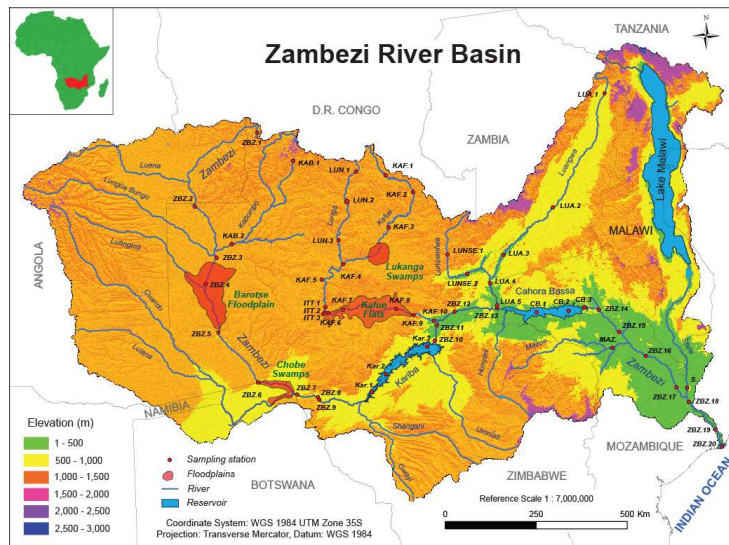 Zambezi River Basin
TANZANIA
N
D.R. CONGO
ZAMBIA
LUA.1
ZBZ.1
Luena
Zambezi
KAB.1
LUN.1
KAF.1
Luangwa
Lake Malawi
Lungúe Bungo
ZBZ.2
Kabompo
LUN.2
KAF.2
Lunga
Kafue
LUA.2
KAB.2
KAF.3
MALAWI
ANGOLA
ZBZ.3
LUN.3
Lunsemfwa
LUNSE.1
LUA.3
KAF.4
Lukanga
Swamps
KAF.5
LUNSE.2
LUA.4
Cahora Bassa
ZBZ.4
Barotse
Floodplain
Cuando
ITT.1
ITT.2
ITT.3
KAF.7
KAF.6
Kafue
Flats
KAF.8
KAF.9
KAF.10
ZBZ.12
LUA.5
ZBZ.13
CB.1
CB.2
CB.3
ZBZ.14
ZBZ.5
ZBZ.11
ZBZ.10
ZBZ.15
Luiana
Zambezi
Kar.3
Kar.2
Kariba
MAZ.
ZBZ.16
Shire
Chobe
Swamps
Kar.1
Zambezi
ZBZ.6
ZBZ.7
ZBZ.8
ZBZ.9
ZBZ.17
ZBZ.18
NAMIBIA
Shangani
Umniati
Gwayi
ZBZ.19
ZBZ.20
MOZAMBIQUE
BOTSWANA
ZIMBABWE
INDIAN OCEAN
Elevation (m)
1 - 500
500 - 1,000
1,000 - 1,500
1,500 - 2,000
2,000 - 2,500
2,500 - 3,000
Sampling station
Floodplains
River
Reservoir
Coordinate System: WGS 1984 UTM Zone 35S
Projection: Transverse Mercator, Datum: WGS 1984
Reference Scale 1 : 7,000,000
0 250 500 Km